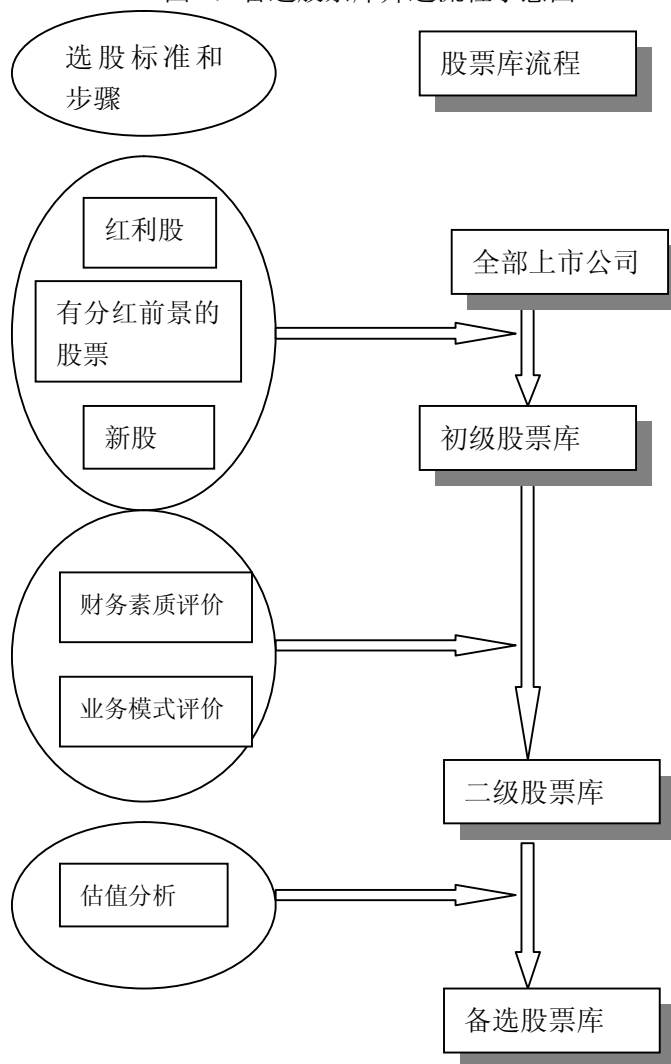 选股标准和
步骤
股票库流程
红利股
有分红前景的
股票
新股
全部上市公司
初级股票库
财务素质评价
业务模式评价
二级股票库
估值分析
备选股票库